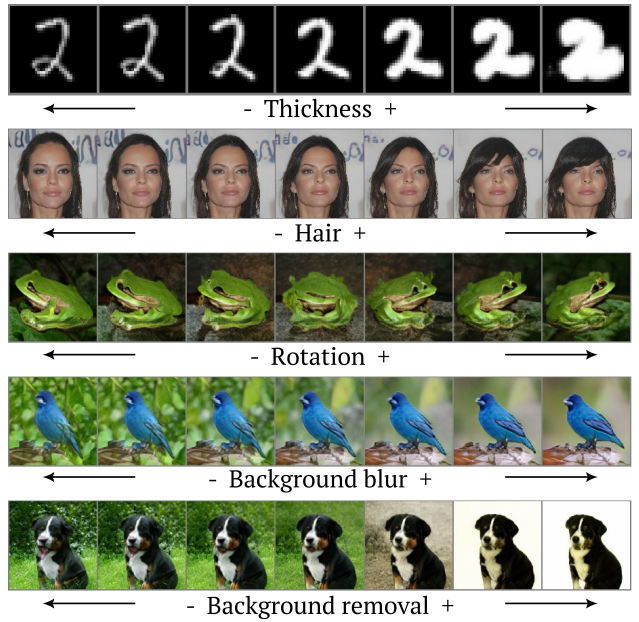 - Thickness +
- Hair +
- Rotation +
- Background blur +
- Background removal +